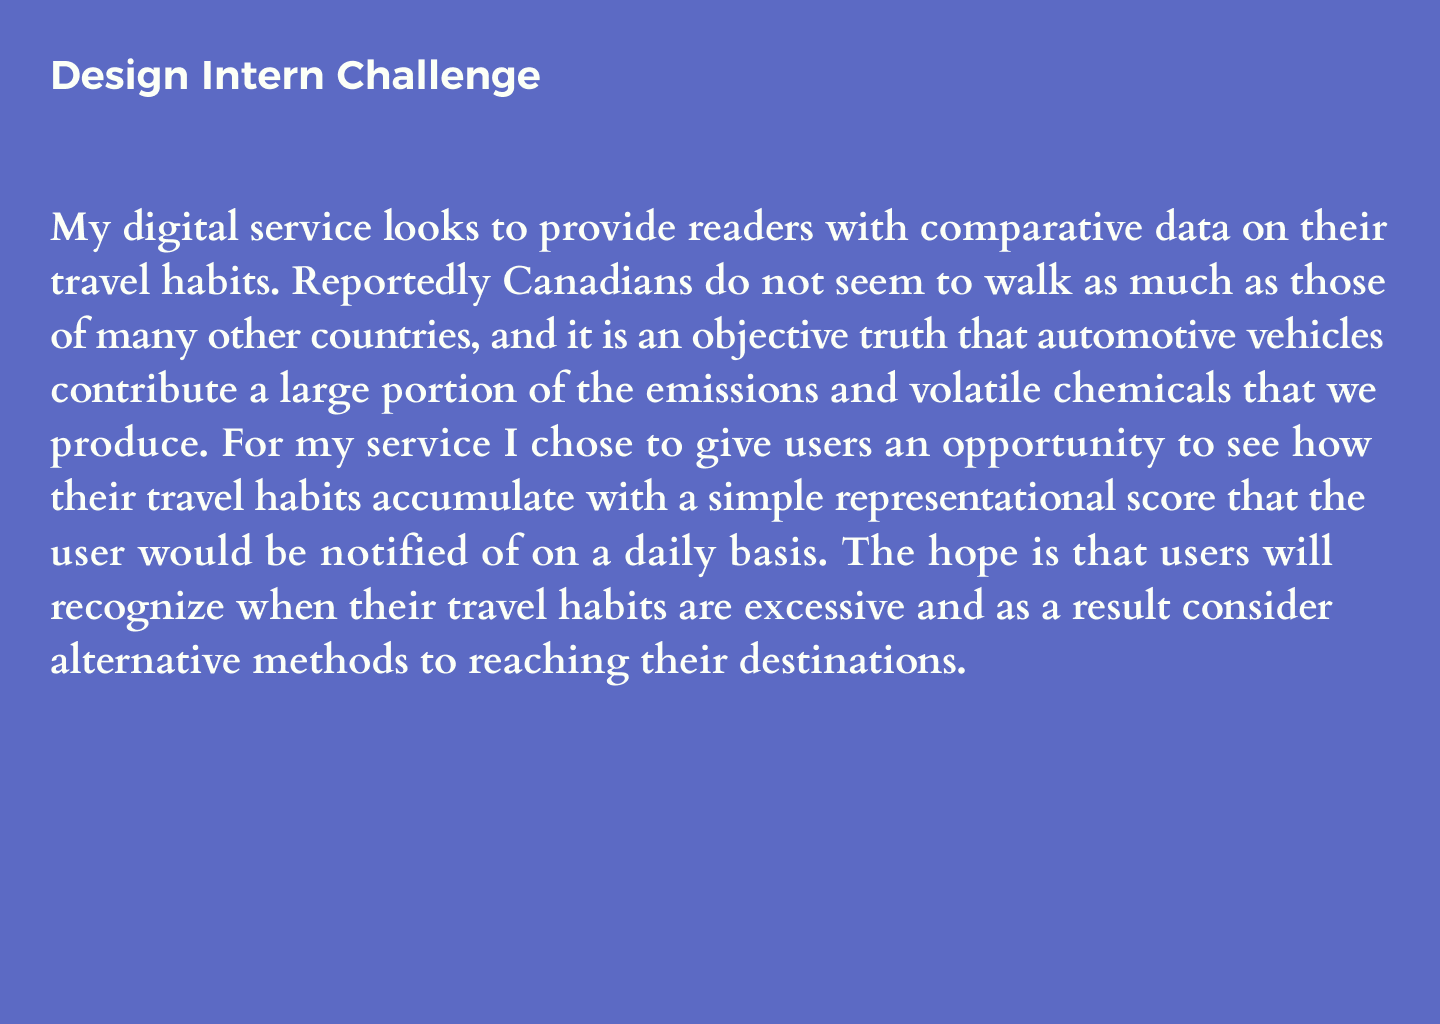 Design Intern Challenge
My digital service looks to provide readers with comparative data on their
travel habits. Reportedly Canadians do not seem to walk as much as those
of many other countries, and it is an objective truth that automotive vehicles
contribute a large portion of the emissions and volatile chemicals that we
produce. For my service I chose to give users an opportunity to see how
their travel habits accumulate with a simple representational score that the
user would be notified of on a daily basis. The hope is that users will
recognize when their travel habits are excessive and as a result consider
alternative methods to reaching their destinations.